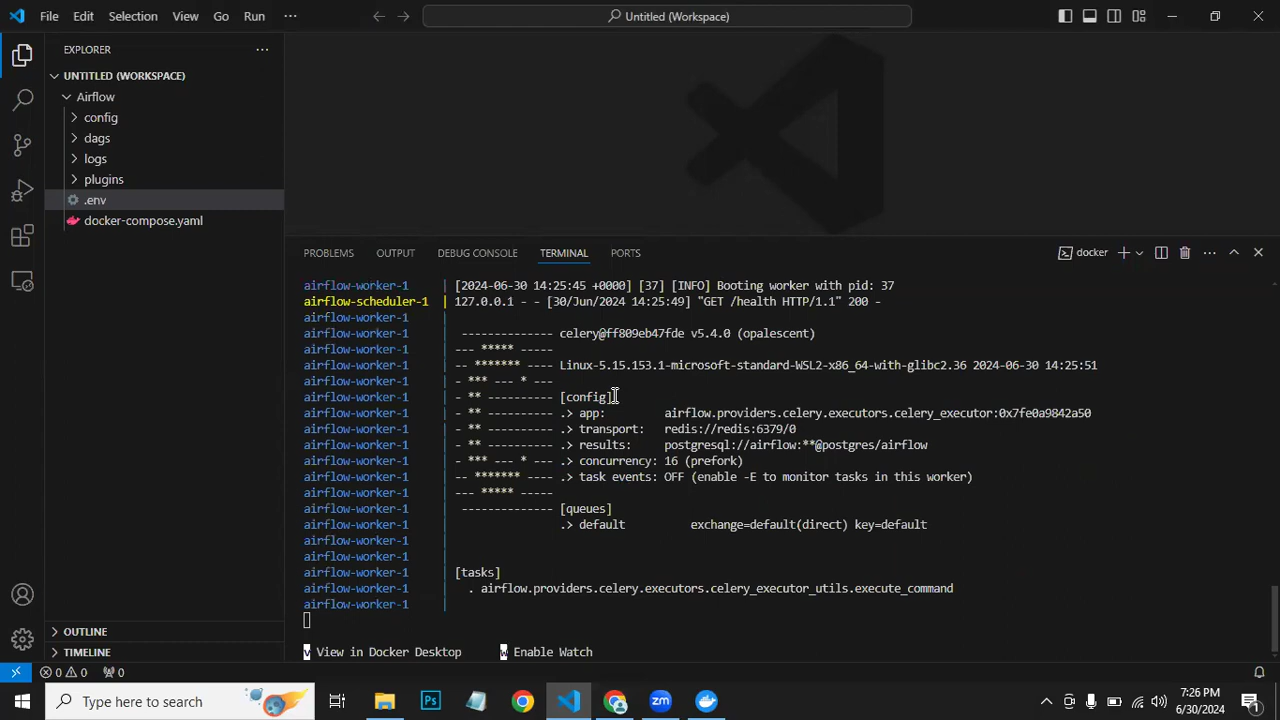 File Edit Selection View Go Run ···
Untitled (Workspace)
EXPLORER ···
UNTITLED (WORKSPACE)
Airflow
config
dags
logs
plugins
.env
docker-compose.yaml
OUTLINE
TIMELINE
PROBLEMS OUTPUT DEBUG CONSOLE TERMINAL PORTS
docker
airflow-worker-1 | [2024-06-30 14:25:45 +0000] [37] [INFO] Booting worker with pid: 37
airflow-scheduler-1 | 127.0.0.1 - - [30/Jun/2024 14:25:49] "GET /health HTTP/1.1" 200 -
airflow-worker-1 |
airflow-worker-1 | -------------- celery@ff809eb47fde v5.4.0 (opalescent)
airflow-worker-1 | --- ***** -----
airflow-worker-1 | -- ******* ---- Linux-5.15.153.1-microsoft-standard-WSL2-x86_64-with-glibc2.36 2024-06-30 14:25:51
airflow-worker-1 | - *** --- * ---
airflow-worker-1 | - ** ---------- [config]
airflow-worker-1 | - ** ---------- .> app: airflow.providers.celery.executors.celery_executor:0x7fe0a9842a50
airflow-worker-1 | - ** ---------- .> transport: redis://redis:6379/0
airflow-worker-1 | - ** ---------- .> results: postgresql://airflow:**@postgres/airflow
airflow-worker-1 | - *** --- * --- .> concurrency: 16 (prefork)
airflow-worker-1 | -- ******* ---- .> task events: OFF (enable -E to monitor tasks in this worker)
airflow-worker-1 | --- ***** -----
airflow-worker-1 | -------------- [queues]
airflow-worker-1 | .> default exchange=default(direct) key=default
airflow-worker-1 |
airflow-worker-1 |
airflow-worker-1 | [tasks]
airflow-worker-1 | . airflow.providers.celery.executors.celery_executor_utils.execute_command
airflow-worker-1 |
v View in Docker Desktop w Enable Watch
0 0 0
Type here to search
Ps
zm
7:26 PM
6/30/2024
1